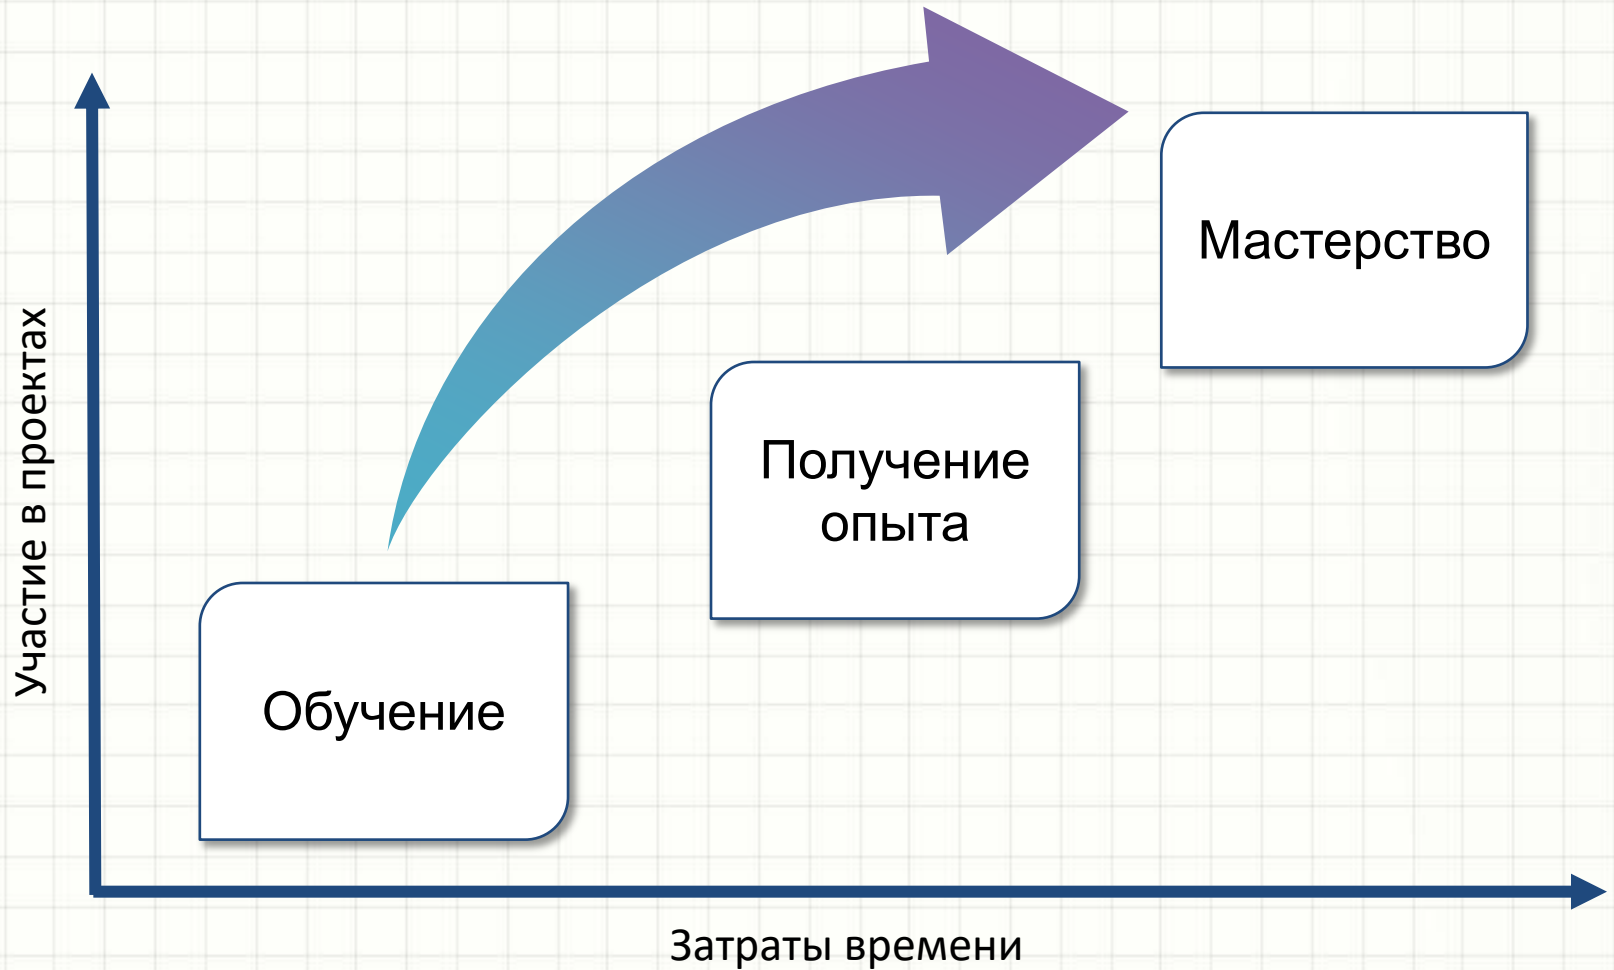 Участие в проектах
Мастерство
Получение
опыта
Обучение
Затраты времени